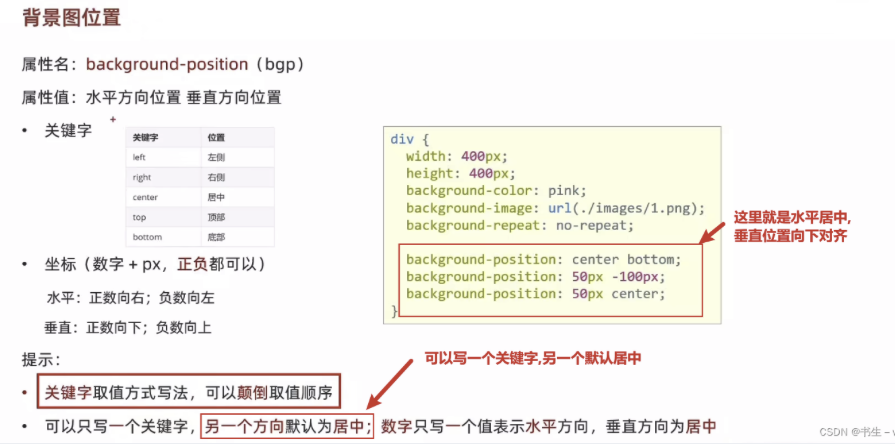 背景图位置
属性名：background-position（bgp）
属性值：水平方向位置 垂直方向位置
• 关键字
关键字 位置
left 左侧
right 右侧
center 居中
top 顶部
bottom 底部
• 坐标（数字 + px，正负都可以）
水平：正数向右；负数向左
垂直：正数向下；负数向上
div {
width: 400px;
height: 400px;
background-color: pink;
background-image: url(./images/1.png);
background-repeat: no-repeat;
background-position: center bottom;
background-position: 50px -100px;
background-position: 50px center;
}
这里就是水平居中,
垂直位置向下对齐
提示：
可以写一个关键字,另一个默认居中
• 关键字取值方式写法，可以颠倒取值顺序
• 可以只写一个关键字，另一个方向默认为居中；数字只写一个值表示水平方向，垂直方向为居中
CSDN @书生-w